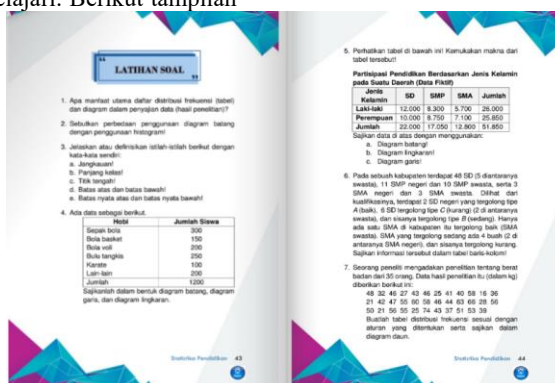 elajari. Berikut tampilan
LATIHAN SOAL
1. Apa manfaat utama daftar distribusi frekuensi (tabel)
dan diagram dalam penyajian data (hasil penelitian)?
2. Sebutkan perbedaan penggunaan diagram batang
dengan penggunaan histogram!
3. Jelaskan atau definisikan istilah-istilah berikut dengan
kata-kata sendiri:
a. Jangkauan!
b. Panjang kelas!
c. Titik tengah!
d. Batas atas dan batas bawah!
e. Batas nyata atas dan batas nyata bawah!
4. Ada data sebagai berikut.
Hobi Jumlah Siswa
Sepak bola 300
Bola basket 150
Bola voli 200
Bulu tangkis 250
Karate 100
Lain-lain 200
Jumlah 1200
Sajikanlah dalam bentuk diagram batang, diagram
garis, dan diagram lingkaran.
Statistika Pendidikan 43
5. Perhatikan tabel di bawah ini! Kemukakan makna dari
tabel tersebut!
Partisipasi Pendidikan Berdasarkan Jenis Kelamin
pada Suatu Daerah (Data Fiktif)
Jenis Kelamin SD SMP SMA Jumlah
Laki-laki 12.000 8.300 5.700 26.000
Perempuan 10.000 8.750 7.100 25.850
Jumlah 22.000 17.050 12.800 51.850
Sajikan data di atas dengan menggunakan:
a. Diagram batang!
b. Diagram lingkaran!
c. Diagram garis!
6. Pada sebuah kabupaten terdapat 48 SD (5 diantaranya
swasta), 11 SMP negeri dan 10 SMP swasta, serta 3
SMA negeri dan 3 SMA swasta. Dilihat dari
kualifikasinya, terdapat 2 SD negeri yang tergolong tipe
A (baik), 6 SD tergolong tipe C (kurang) (2 di antaranya
swasta), dan sisanya tergolong tipe B (sedang). Hanya
ada satu SMA di kabupaten itu tergolong baik (SMA
swasta). SMA yang tergolong sedang ada 4 buah (2 di
antaranya SMA negeri), dan sisanya tergolong kurang.
Sajikan informasi tersebut dalam tabel baris-kolom!
7. Seorang peneliti mengadakan penelitian tentang berat
badan dari 35 orang. Data hasil penelitian itu (dalam kg)
diberikan berikut ini:
48 32 46 27 43 46 25 41 40 58 16 36
21 42 47 55 60 58 46 44 63 66 28 56
50 21 56 55 25 74 43 37 51 53 39
Buatlah tabel distribusi frekuensi sesuai dengan
aturan yang ditentukan serta sajikan dalam
diagram daun.
Statistika Pendidikan 44